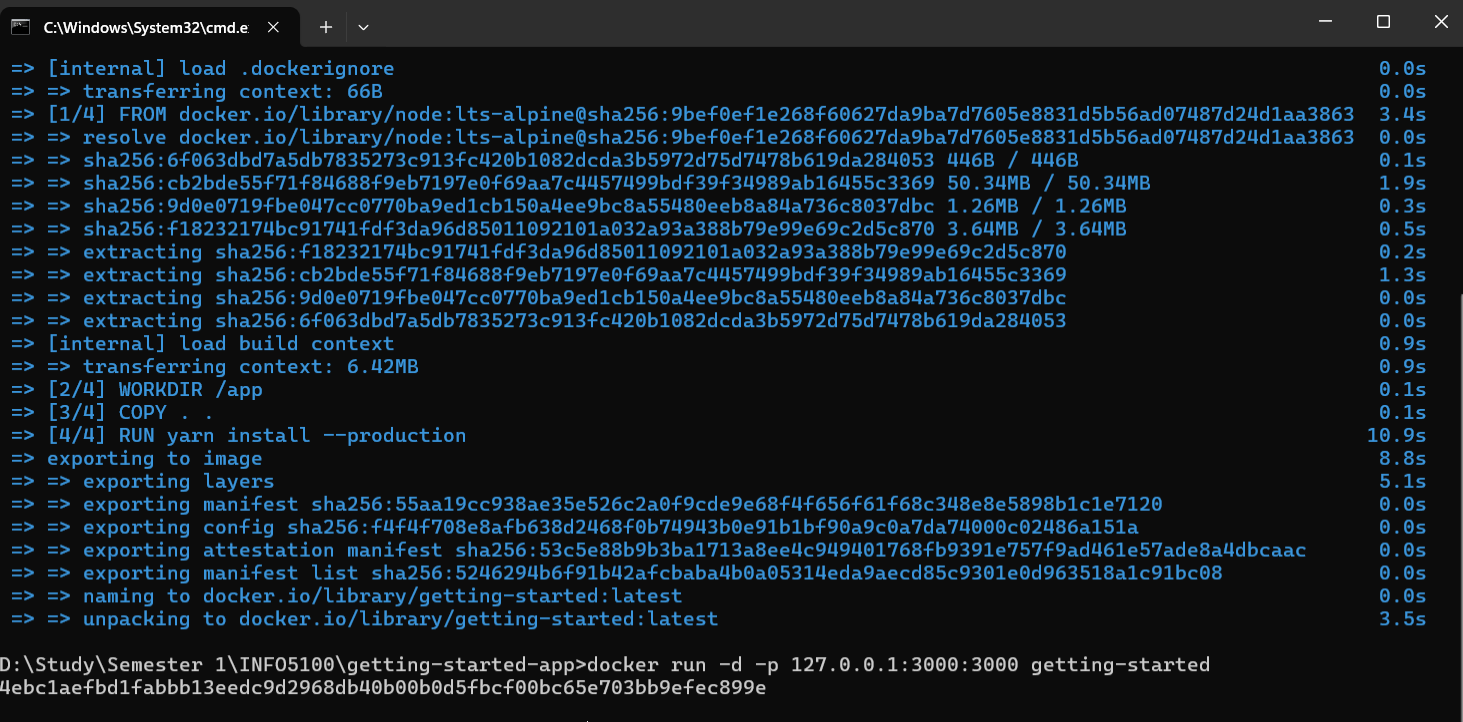 C:\Windows\System32\cmd.e
=> [internal] load .dockerignore 0.0s
=> => transferring context: 66B 0.0s
=> [1/4] FROM docker.io/library/node:lts-alpine@sha256:9bef0ef1e268f60627da9ba7d7605e8831d5b56ad07487d24d1aa3863 3.4s
=> => resolve docker.io/library/node:lts-alpine@sha256:9bef0ef1e268f60627da9ba7d7605e8831d5b56ad07487d24d1aa3863 0.0s
=> => sha256:6f063dbd7a5db7835273c913fc420b1082dcda3b5972d75d7478b619da284053 446B / 446B 0.1s
=> => sha256:cb2bde55f71f84688f9eb7197e0f69aa7c4457499bdf39f34989ab16455c3369 50.34MB / 50.34MB 1.9s
=> => sha256:9d0e0719fbe047cc0770ba9ed1cb150a4ee9bc8a55480eeb8a84a736c8037dbc 1.26MB / 1.26MB 0.3s
=> => sha256:f18232174bc91741fdf3da96d85011092101a032a93a388b79e99e69c2d5c870 3.64MB / 3.64MB 0.5s
=> => extracting sha256:f18232174bc91741fdf3da96d85011092101a032a93a388b79e99e69c2d5c870 0.2s
=> => extracting sha256:cb2bde55f71f84688f9eb7197e0f69aa7c4457499bdf39f34989ab16455c3369 1.3s
=> => extracting sha256:9d0e0719fbe047cc0770ba9ed1cb150a4ee9bc8a55480eeb8a84a736c8037dbc 0.0s
=> => extracting sha256:6f063dbd7a5db7835273c913fc420b1082dcda3b5972d75d7478b619da284053 0.0s
=> [internal] load build context 0.9s
=> => transferring context: 6.42MB 0.9s
=> [2/4] WORKDIR /app 0.1s
=> [3/4] COPY . . 0.1s
=> [4/4] RUN yarn install --production 10.9s
=> exporting to image 8.8s
=> => exporting layers 5.1s
=> => exporting manifest sha256:55aa19cc938ae35e526c2a0f9cde9e68f4f656f61f68c348e8e5898b1c1e7120 0.0s
=> => exporting config sha256:f4f4f708e8afb638d2468f0b74943b0e91b1bf90a9c0a7da74000c02486a151a 0.0s
=> => exporting attestation manifest sha256:53c5e88b9b3ba1713a8ee4c949401768fb9391e757f9ad461e57ade8a4dbcaac 0.0s
=> => exporting manifest list sha256:5246294b6f91b42afcbaba4b0a05314eda9aecd85c9301e0d963518a1c91bc08 0.0s
=> => naming to docker.io/library/getting-started:latest 0.0s
=> => unpacking to docker.io/library/getting-started:latest 3.5s
D:\Study\Semester 1\INFO5100\getting-started-app>docker run -d -p 127.0.0.1:3000:3000 getting-started
4ebc1aefbd1fabbb13eedc9d2968db40b00b0d5fbcf00bc65e703bb9efec899e